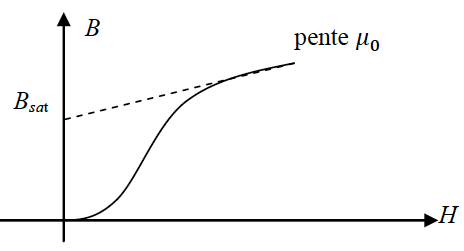 B
pente μ₀
Bsat
H